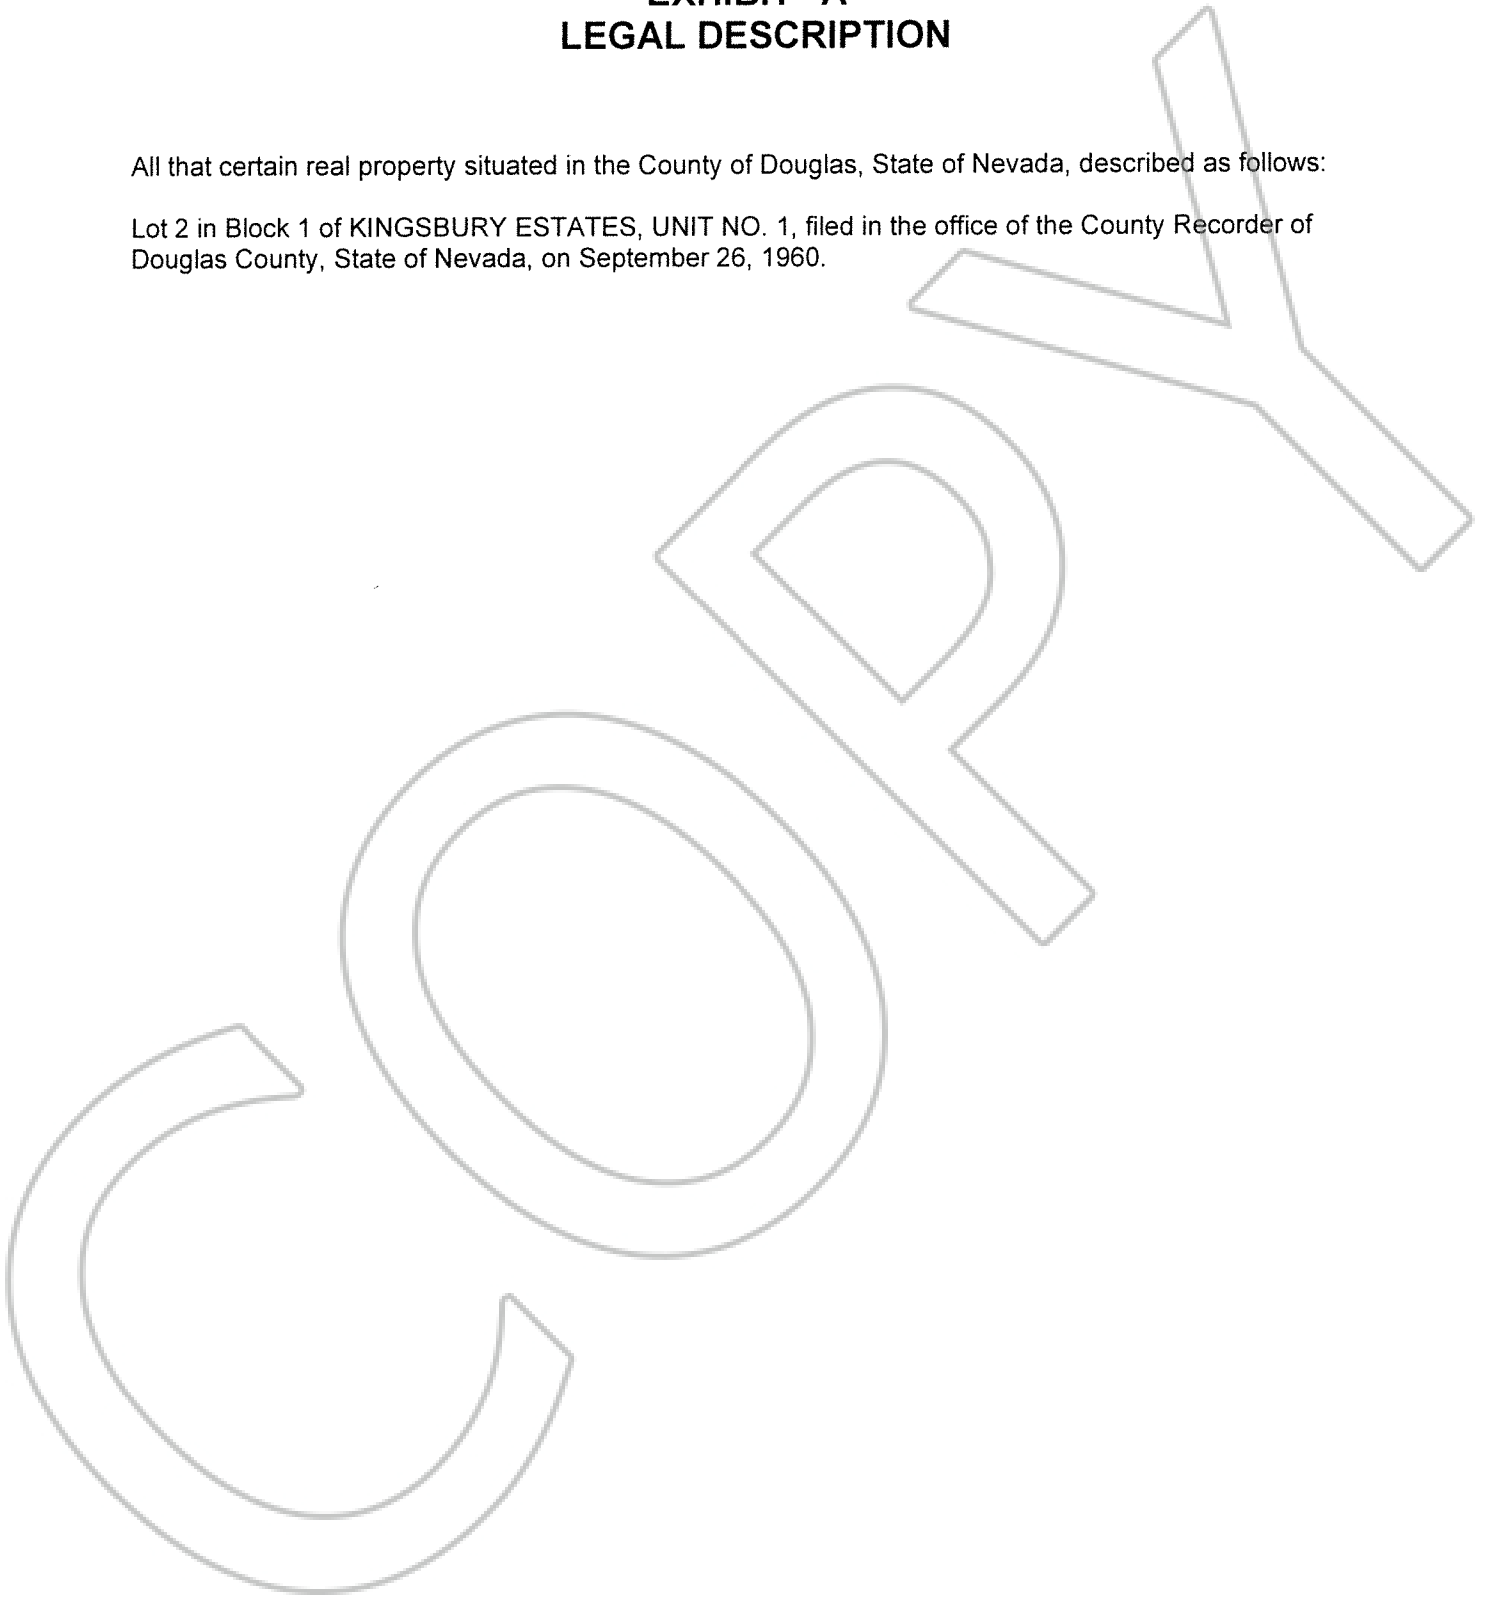 EXHIBIT "A"
LEGAL DESCRIPTION
All that certain real property situated in the County of Douglas, State of Nevada, described as follows:
Lot 2 in Block 1 of KINGSBURY ESTATES, UNIT NO. 1, filed in the office of the County Recorder of
Douglas County, State of Nevada, on September 26, 1960.
COPY